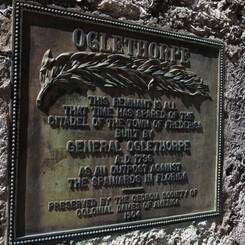 OGLETHORPE
THIS REMNANT IS ALL
THAT TIME HAS SPARED OF THE
CITADEL OF THE TOWN OF FREDERICA
BUILT BY
GENERAL OGLETHORPE
A.D. 1736
AS AN OUTPOST AGAINST
THE SPANIARDS IN FLORIDA
PRESERVED BY THE GEORGIA SOCIETY OF
COLONIAL DAMES OF AMERICA
1904